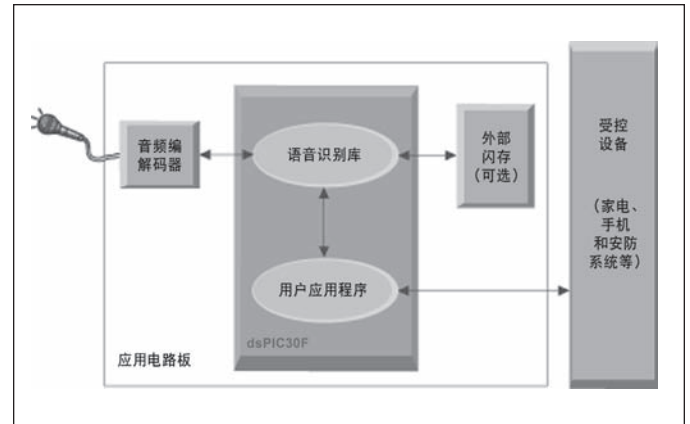 音频编
解码器
语音识别库
外部
闪存
（可选）
受控
设备
（家电、
手机
和安防
系统等）
用户应用程序
dsPIC30F
应用电路板